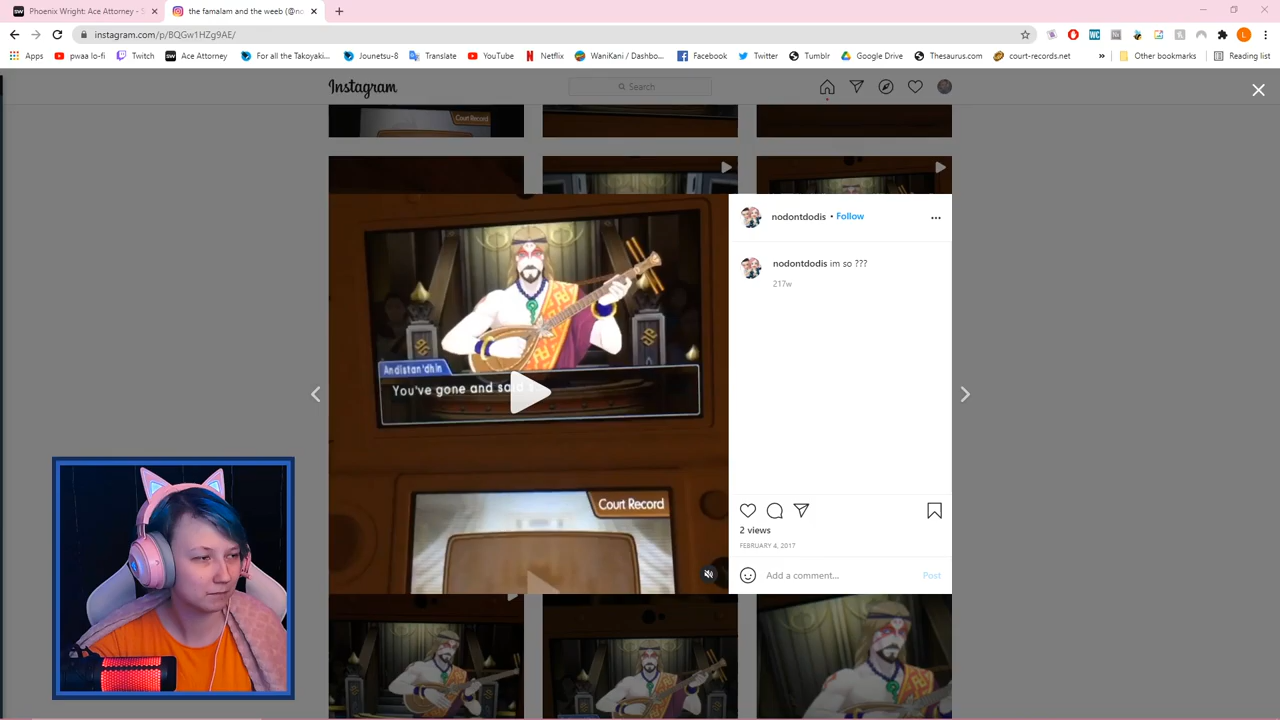 Phoenix Wright: Ace Attorney - S
the famalam and the weeb (@no
instagram.com/p/BQGw1HZg9AE/
Apps
pwaa lo-fi
Twitch
Ace Attorney
For all the Takoyaki...
Jounetsu-8
Translate
YouTube
Netflix
WaniKani / Dashbo...
Facebook
Twitter
Tumblr
Google Drive
Thesaurus.com
court-records.net
»
Other bookmarks
Reading list
Instagram
Search
Court Record
nodontdodis • Follow
nodontdodis im so ???
217w
Andistan'dhin
You've gone and said
Court Record
2 views
FEBRUARY 4, 2017
Add a comment...
Post